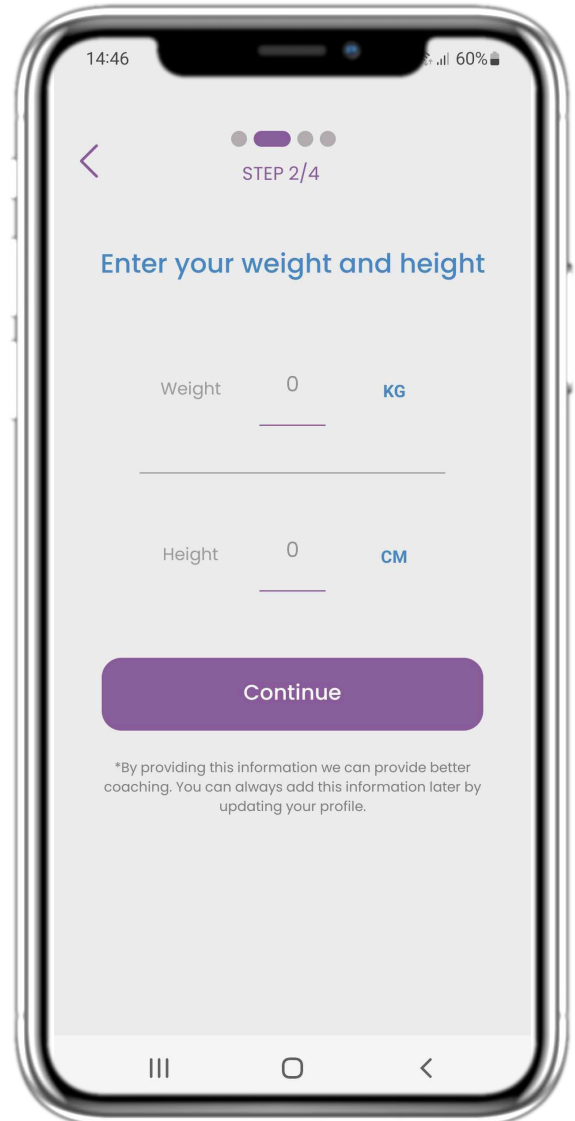 14:46
60%
STEP 2/4
Enter your weight and height
Weight 0 KG
Height 0 CM
Continue
*By providing this information we can provide better
coaching. You can always add this information later by
updating your profile.